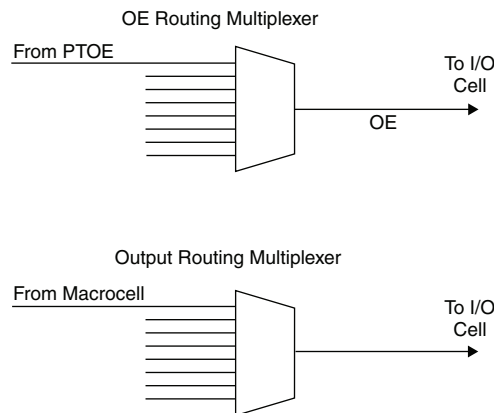 OE Routing Multiplexer
From PTOE
To I/O
Cell
OE
Output Routing Multiplexer
From Macrocell
To I/O
Cell